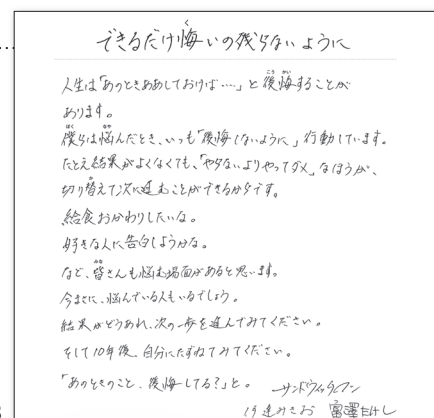 できるだけ悔いの残らないように
人生は「あのときああしておけば‥‥」と後悔することが
あります。
僕らは悩んだとき、いつも「後悔しないように」行動しています。
たとえ結果がよくなくても、「やらないよりやってダメ」なほうが、
切り替えて次に進むことができるからです。
給食おかわりしたいな。
好きな人に告白しようかな。
など、皆さんも悩む場面があると思います。
今まさに、悩んでいる人もいるでしょう。
結果がどうあれ、次の一歩を進んでみてください。
そして10年後、自分にたずねてみてください。
「あのときのこと、後悔してる?」と。
サンドウィッチマン
伊達みきお 富澤たけし